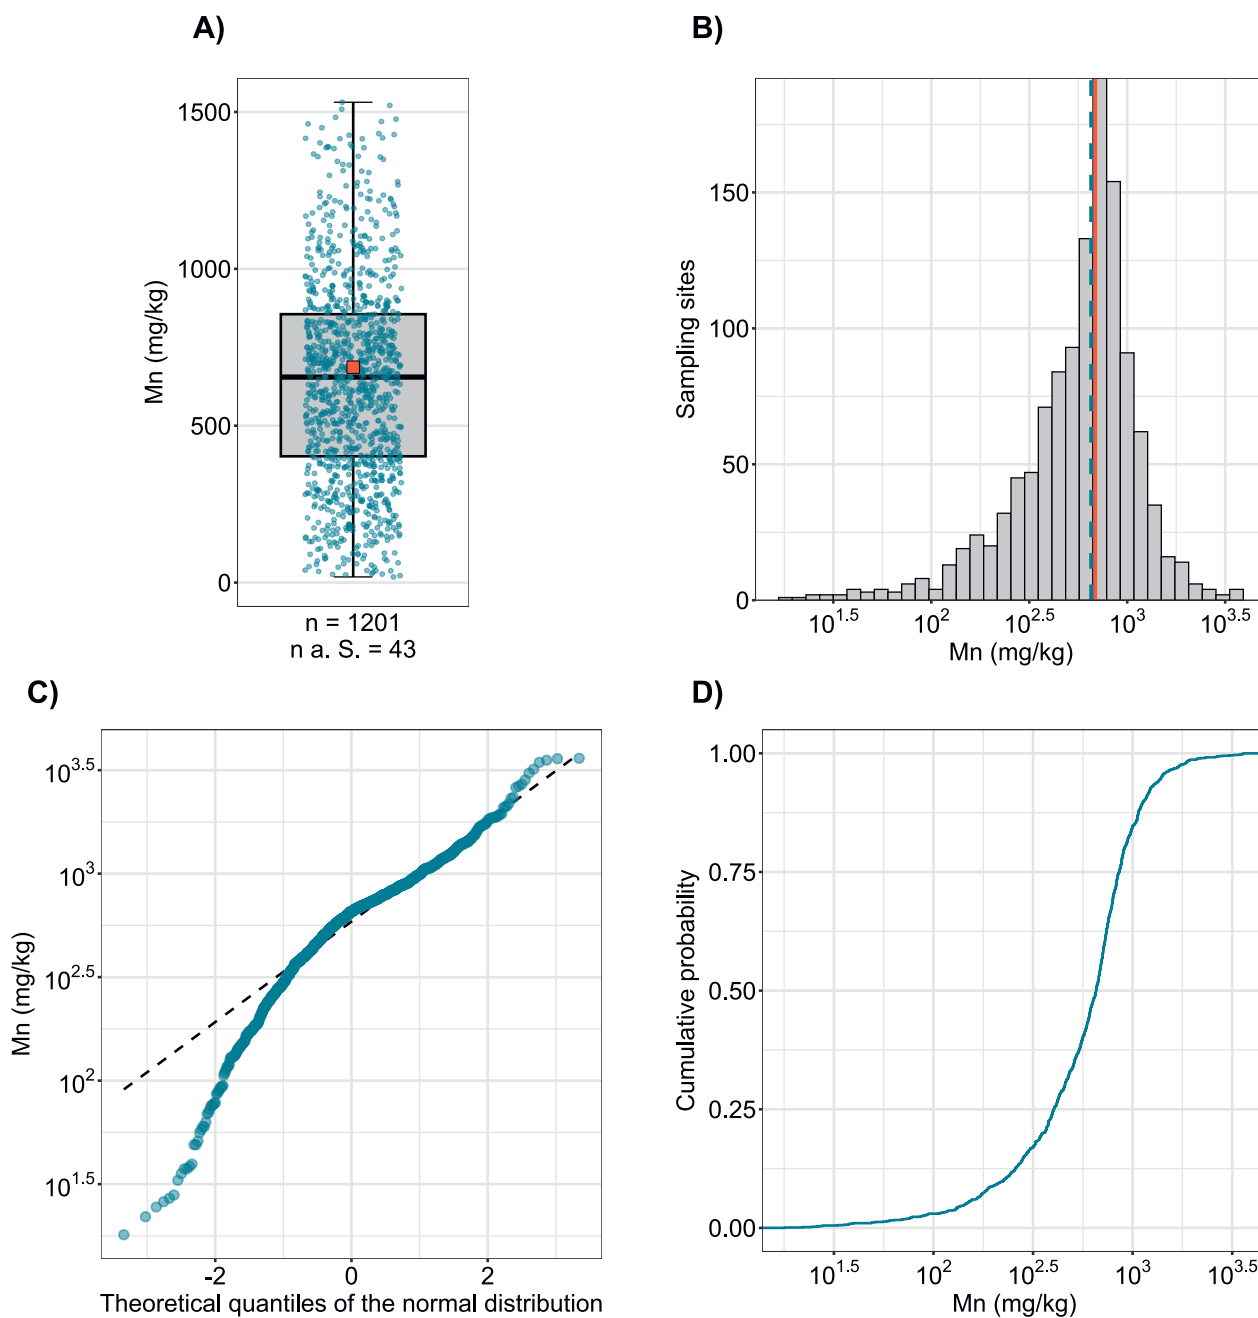 A)
Mn (mg/kg)
1500
1000
500
0
n = 1201
n a. S. = 43
B)
Sampling sites
150
100
50
0
10^1.5 10^2 10^2.5 10^3 10^3.5
Mn (mg/kg)
C)
Mn (mg/kg)
10^3.5
10^3
10^2.5
10^2
10^1.5
-2 0 2
Theoretical quantiles of the normal distribution
D)
Cumulative probability
1.00
0.75
0.50
0.25
0.00
10^1.5 10^2 10^2.5 10^3 10^3.5
Mn (mg/kg)